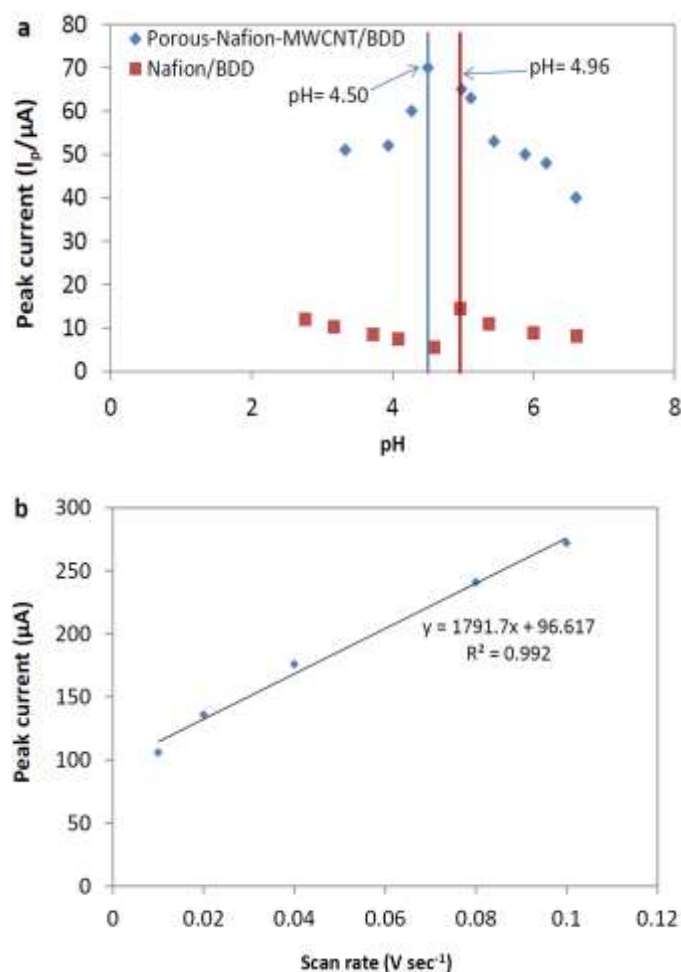 a
Porous-Nafion-MWCNT/BDD
Nafion/BDD
pH= 4.50
pH= 4.96
Peak current (Iₚ/µA)
80
70
60
50
40
30
20
10
0
0 2 4 6 8
pH
b
Peak current (µA)
300
250
200
150
100
50
0
y = 1791.7x + 96.617
R² = 0.992
0 0.02 0.04 0.06 0.08 0.1 0.12
Scan rate (V sec⁻¹)